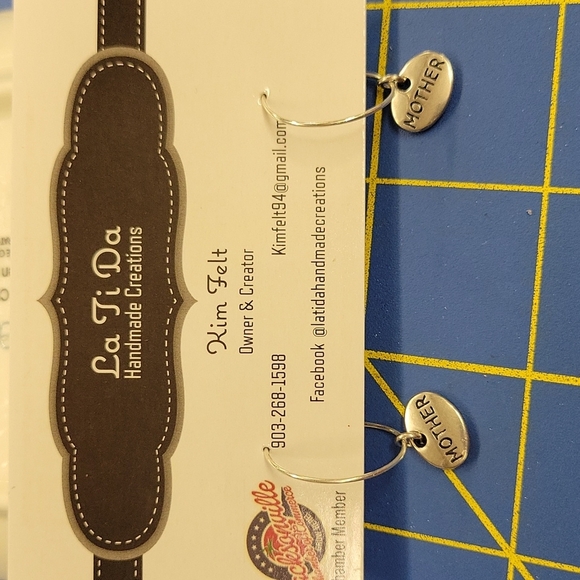 La Ti Da
Handmade Creations
Kim Felt
Owner & Creator
903-268-1598 Kimfelt94@gmail.com
Facebook @latidahandmadecreations
Jacksonville
Member
MOTHER
MOTHER